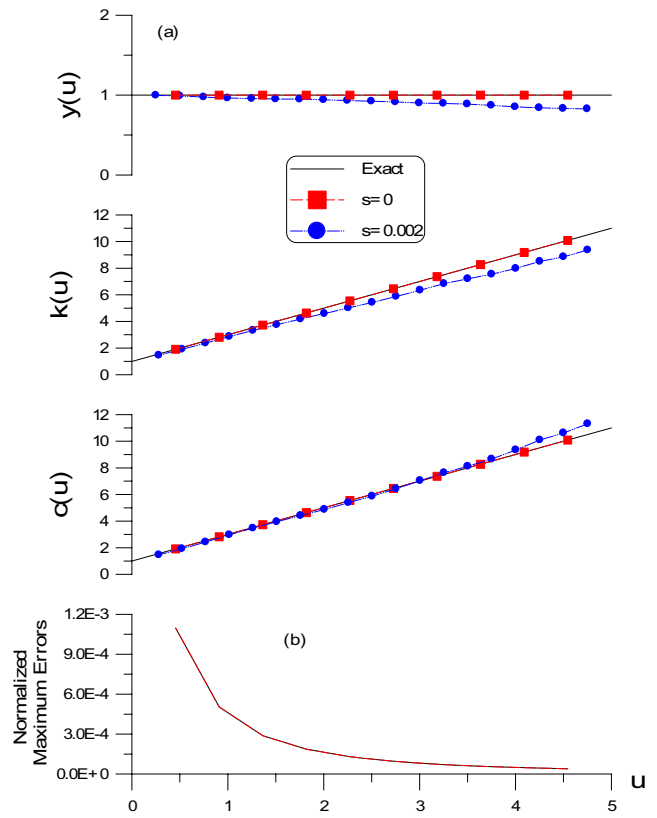 (a)
y(u)
2
1
0
Exact
s= 0
s= 0.002
k(u)
12
10
8
6
4
2
0
c(u)
12
10
8
6
4
2
0
(b)
Normalized
Maximum Errors
1.2E-3
9.0E-4
6.0E-4
3.0E-4
0.0E+ 0
0 1 2 3 4 5
u